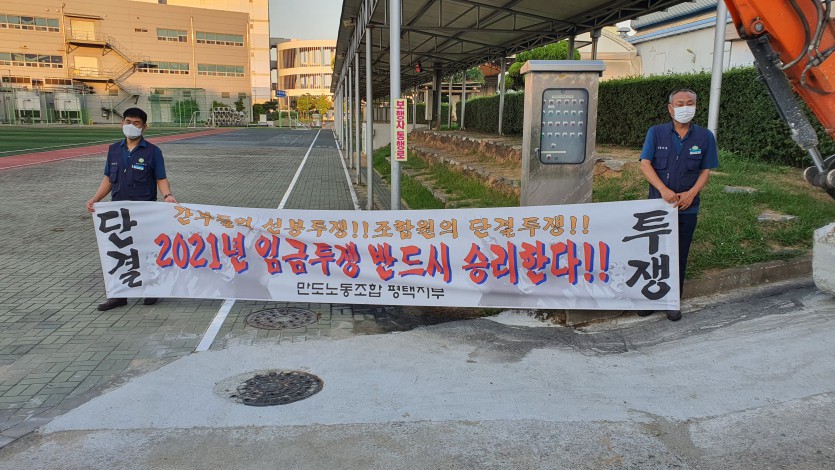 보행자 통행로
단결
간부들의 선봉투쟁!! 조합원의 단결투쟁!!
2021년 임금투쟁 반드시 승리한다!!
만도노동조합 평택지부
투쟁